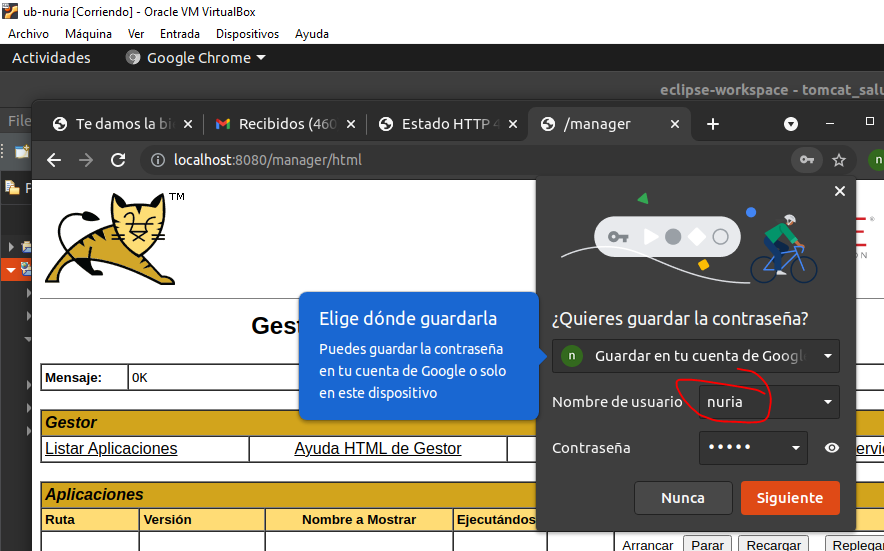 ub-nuria [Corriendo] - Oracle VM VirtualBox
Archivo Máquina Ver Entrada Dispositivos Ayuda
Actividades Google Chrome
eclipse-workspace - tomcat_salu
File
Te damos la bi Recibidos (460 Estado HTTP 4 /manager
localhost:8080/manager/html n
TM
¿Quieres guardar la contraseña?
Elige dónde guardarla
Puedes guardar la contraseña
en tu cuenta de Google o solo
en este dispositivo
n Guardar en tu cuenta de Googl
Nombre de usuario nuria
Contraseña •••••
Nunca Siguiente
Gest
Mensaje: OK
Gestor
Listar Aplicaciones Ayuda HTML de Gestor ervi
Aplicaciones
Ruta Versión Nombre a Mostrar Ejecutándos
Arrancar Parar Recargar Replegar